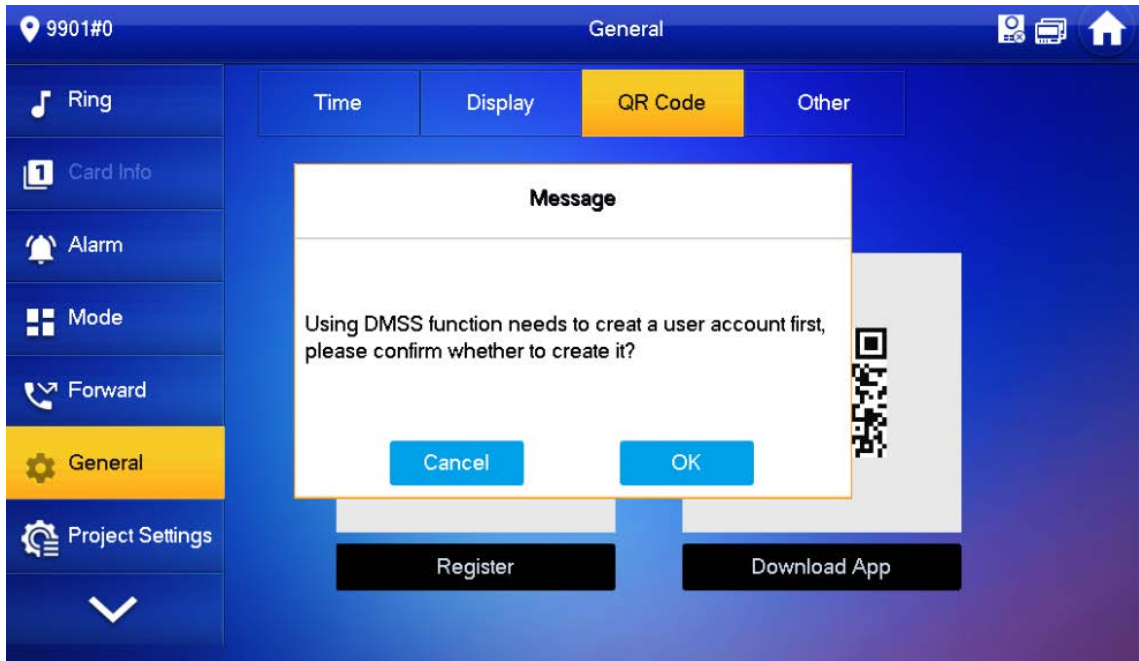 9901#0
General
Ring
Time
Display
QR Code
Other
Card Info
Alarm
Mode
Forward
General
Project Settings
Message
Using DMSS function needs to creat a user account first,
please confirm whether to create it?
Cancel
OK
Register
Download App